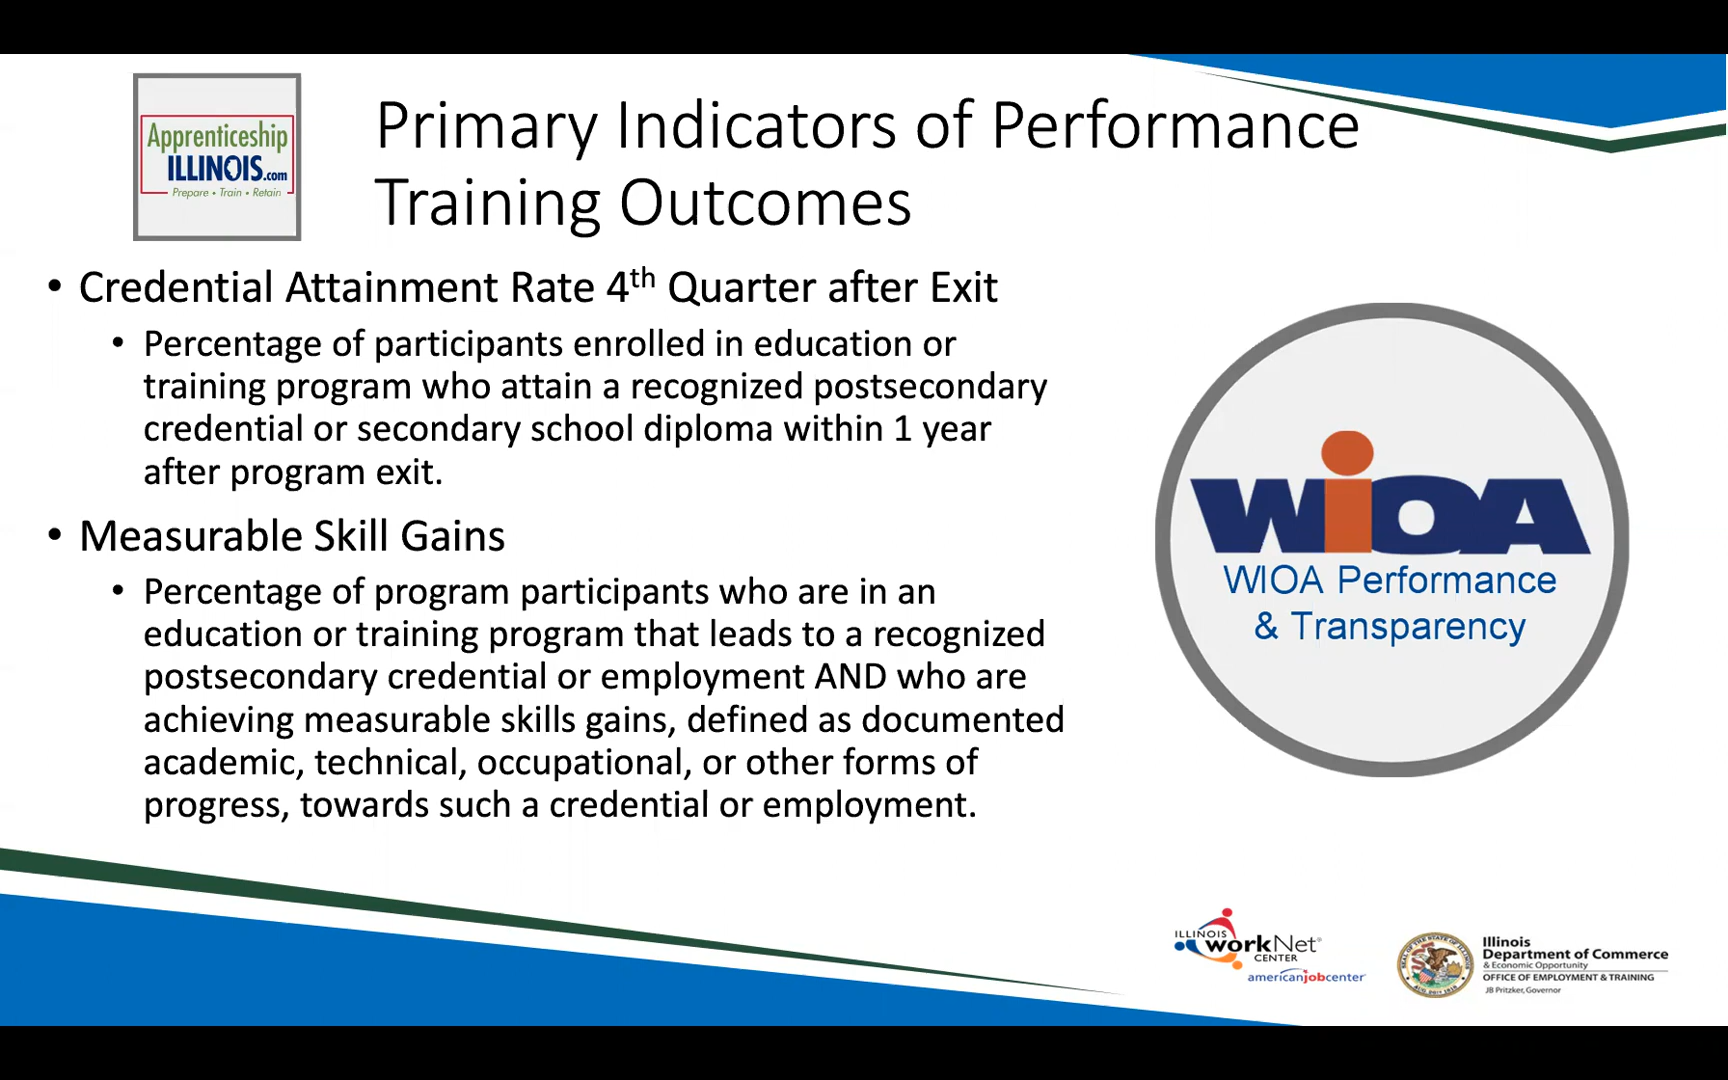 Apprenticeship
ILLINOIS.com
Prepare • Train • Retain
Primary Indicators of Performance
Training Outcomes
• Credential Attainment Rate 4th Quarter after Exit
• Percentage of participants enrolled in education or
training program who attain a recognized postsecondary
credential or secondary school diploma within 1 year
after program exit.
• Measurable Skill Gains
• Percentage of program participants who are in an
education or training program that leads to a recognized
postsecondary credential or employment AND who are
achieving measurable skills gains, defined as documented
academic, technical, occupational, or other forms of
progress, towards such a credential or employment.
WiOA
WIOA Performance
& Transparency
ILLINOIS
workNet®
CENTER
americanjobcenter
Illinois
Department of Commerce
& Economic Opportunity
OFFICE OF EMPLOYMENT & TRAINING
JB Pritzker, Governor